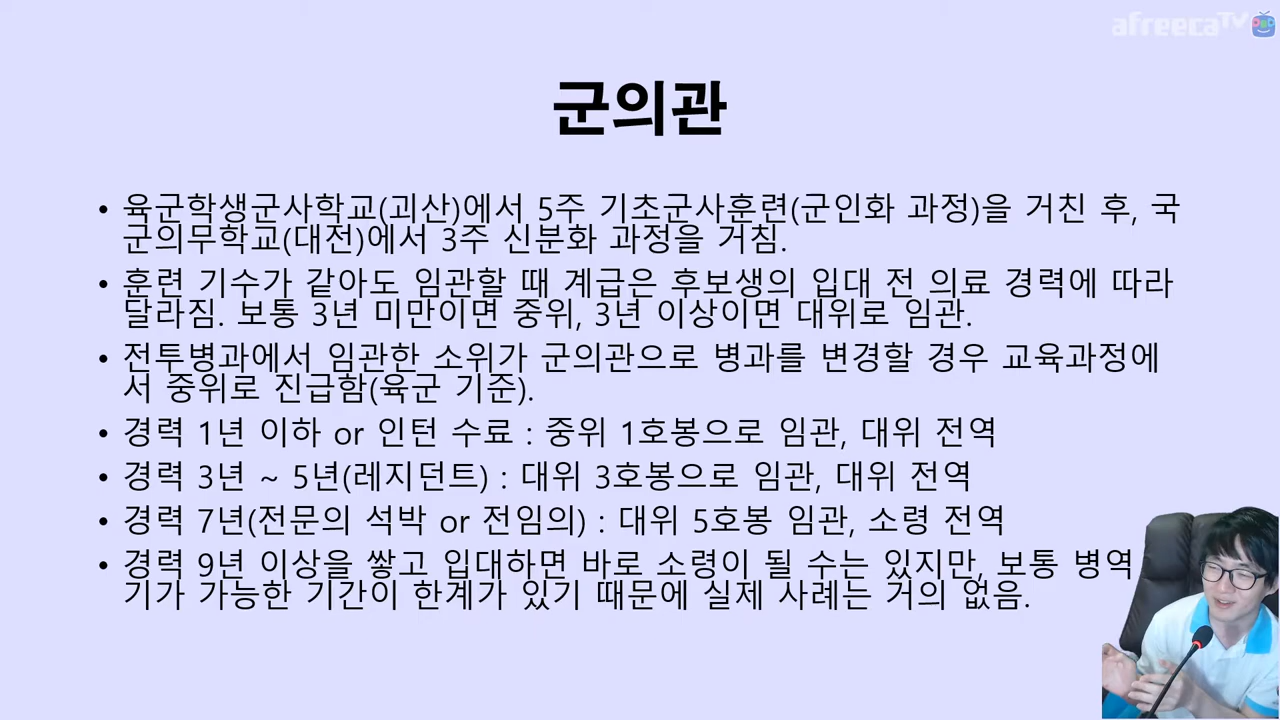 afreecaTV
군의관
• 육군학생군사학교(괴산)에서 5주 기초군사훈련(군인화 과정)을 거친 후, 국
군의무학교(대전)에서 3주 신분화 과정을 거침.
• 훈련 기수가 같아도 임관할 때 계급은 후보생의 입대 전 의료 경력에 따라
달라짐. 보통 3년 미만이면 중위, 3년 이상이면 대위로 임관.
• 전투병과에서 임관한 소위가 군의관으로 병과를 변경할 경우 교육과정에
서 중위로 진급함(육군 기준).
• 경력 1년 이하 or 인턴 수료 : 중위 1호봉으로 임관, 대위 전역
• 경력 3년 ~ 5년(레지던트) : 대위 3호봉으로 임관, 대위 전역
• 경력 7년(전문의 석박 or 전임의) : 대위 5호봉 임관, 소령 전역
• 경력 9년 이상을 쌓고 입대하면 바로 소령이 될 수는 있지만, 보통 병역
기가 가능한 기간이 한계가 있기 때문에 실제 사례는 거의 없음.